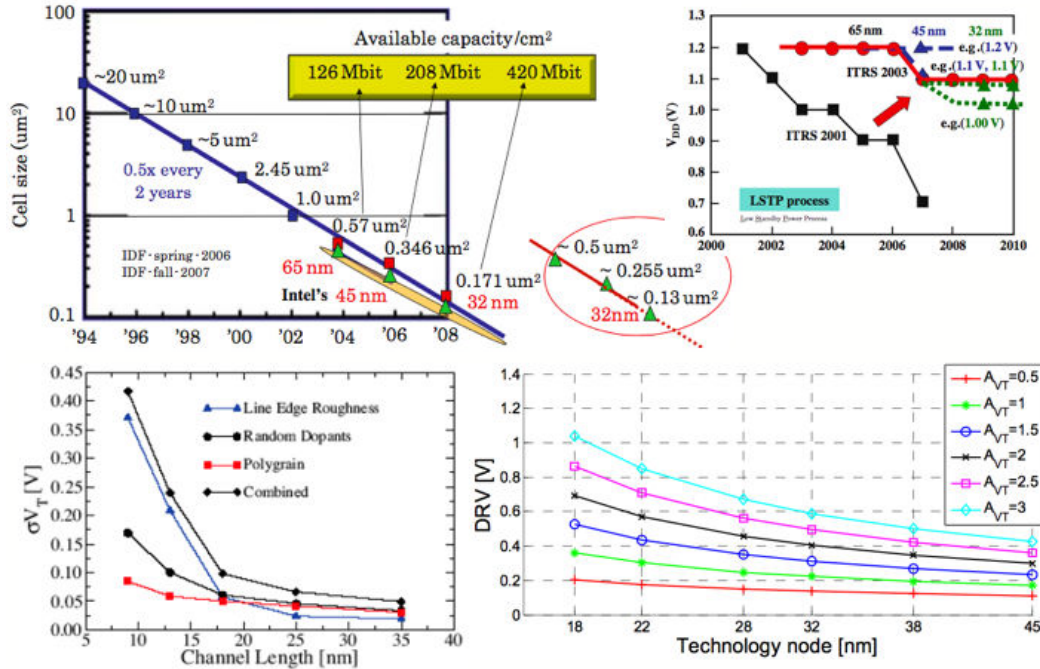 Available capacity/cm²
126 Mbit 208 Mbit 420 Mbit
Cell size (um²)
100
10
1
0.1
~20 um²
~10 um²
~5 um²
2.45 um²
1.0 um²
0.57 um²
0.346 um²
0.171 um²
0.5x every
2 years
IDF-spring-2006
IDF-fall-2007
65 nm
Intel's 45 nm
32 nm
'94 '96 '98 '00 '02 '04 '06 '08
~ 0.5 um²
~ 0.255 um²
~ 0.13 um²
32nm
V_DD (V)
1.3
1.2
1.1
1.0
0.9
0.8
0.7
0.6
65 nm 45 nm 32 nm
e.g.(1.2 V)
e.g.(1.1 V, 1.1 V)
ITRS 2003
e.g.(1.00 V)
ITRS 2001
LSTP process
Low Standby Power Process
2000 2002 2004 2006 2008 2010
σV_T [V]
0.45
0.40
0.35
0.30
0.25
0.20
0.15
0.10
0.05
0.00
Line Edge Roughness
Random Dopants
Polygrain
Combined
5 10 15 20 25 30 35 40
Channel Length [nm]
DRV [V]
1.4
1.2
1
0.8
0.6
0.4
0.2
0
A_VT=0.5
A_VT=1
A_VT=1.5
A_VT=2
A_VT=2.5
A_VT=3
18 22 28 32 38 45
Technology node [nm]